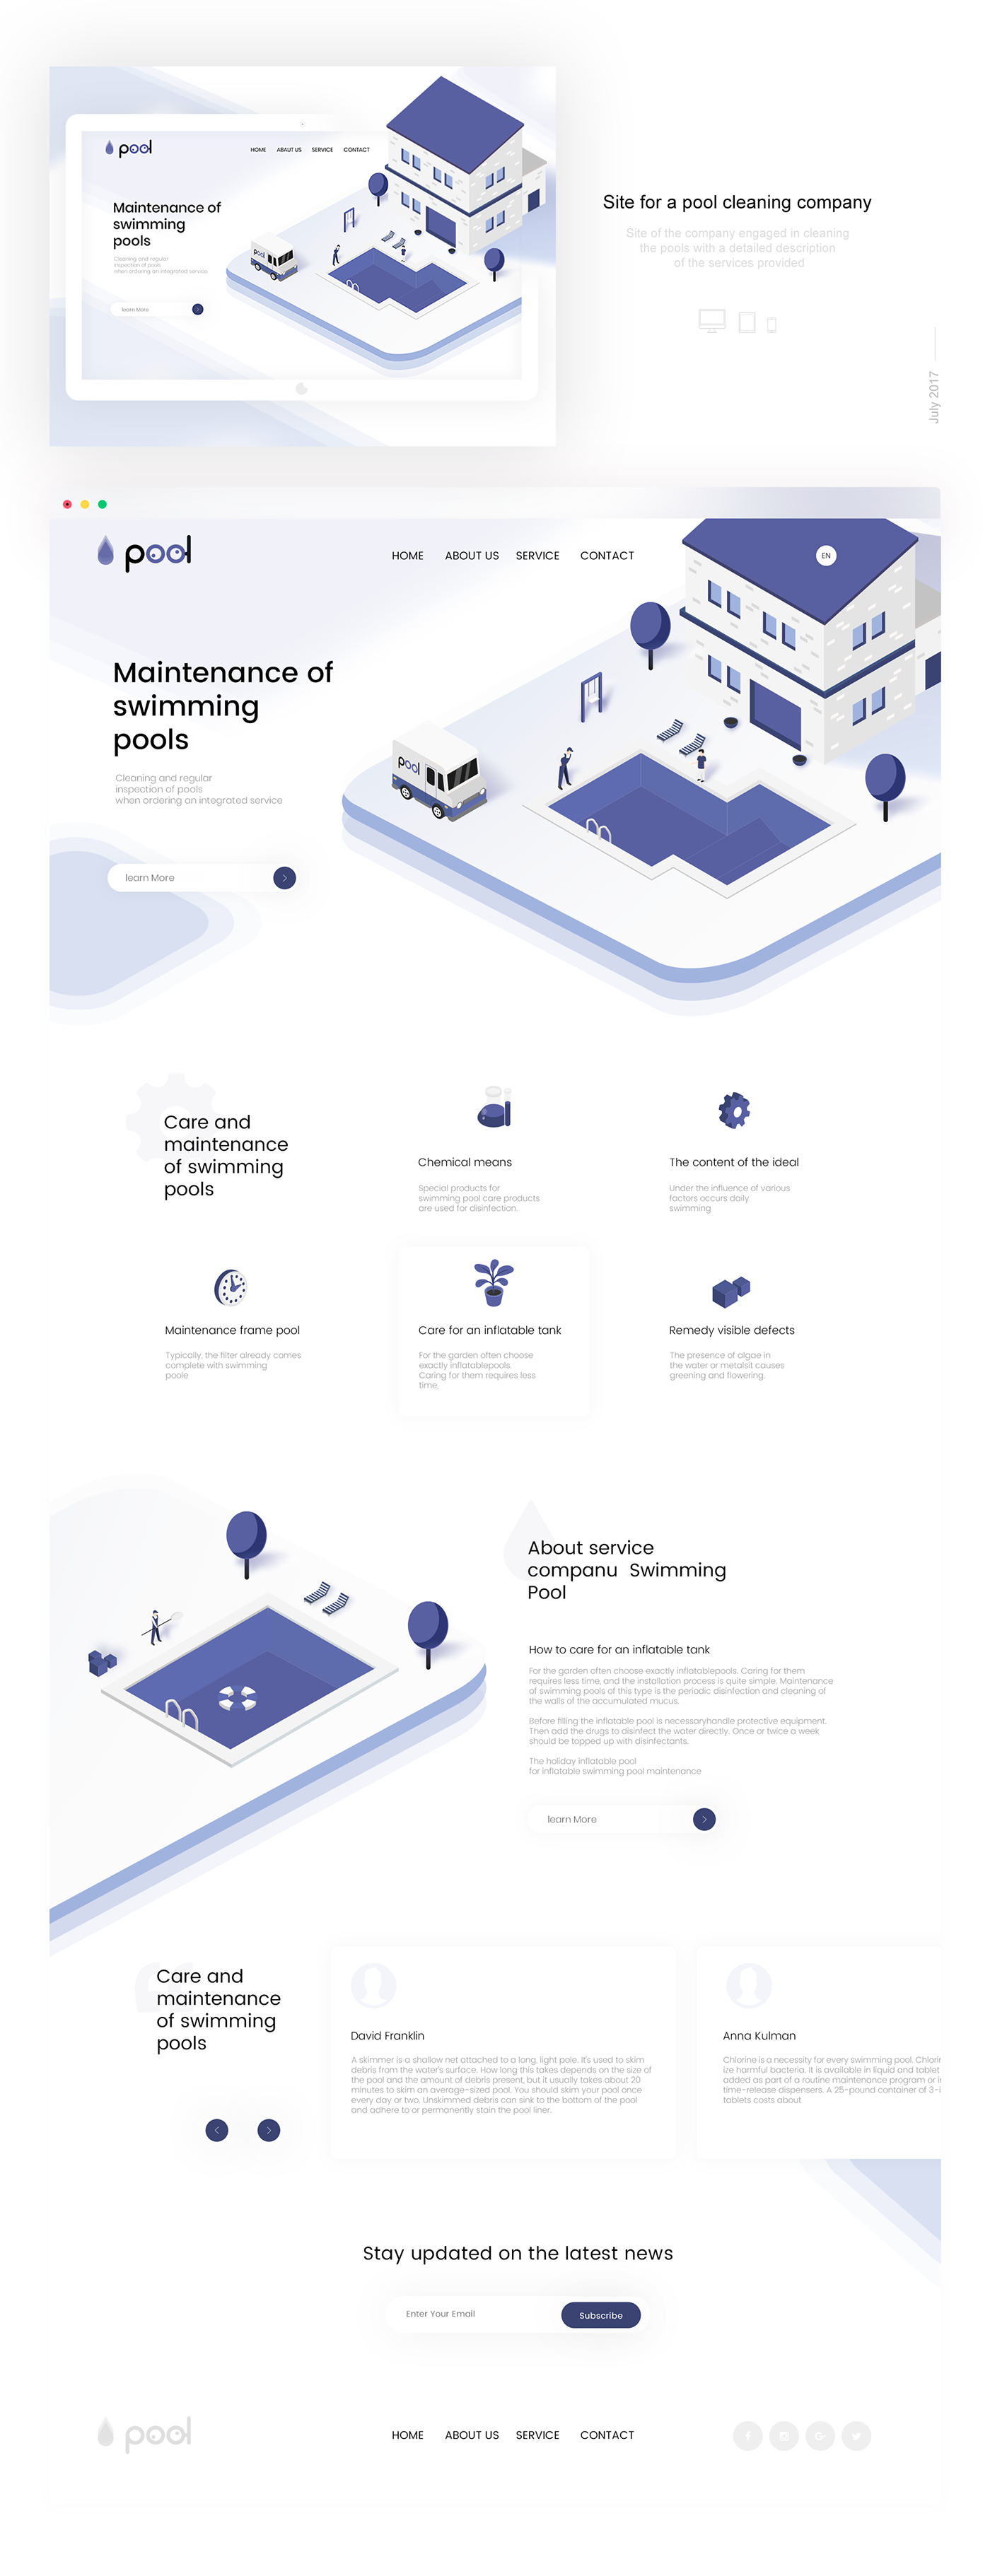 pool
HOME ABAUT US SERVICE CONTACT
Maintenance of
swimming
pools
Cleaning and regular
inspection of pools
when ordering an integrated service
learn More
pool
Site for a pool cleaning company
Site of the company engaged in cleaning
the pools with a detailed description
of the services provided
July 2017
pool
HOME ABOUT US SERVICE CONTACT
EN
Maintenance of
swimming
pools
Cleaning and regular
inspection of pools
when ordering an integrated service
learn More
pool
Care and
maintenance
of swimming
pools
Chemical means
Special products for
swimming pool care products
are used for disinfection.
The content of the ideal
Under the influence of various
factors occurs daily
swimming
Maintenance frame pool
Typically, the filter already comes
complete with swimming
poole
Care for an inflatable tank
For the garden often choose
exactly inflatablepools.
Caring for them requires less
time,
Remedy visible defects
The presence of algae in
the water or metalsit causes
greening and flowering.
About service
companu Swimming
Pool
How to care for an inflatable tank
For the garden often choose exactly inflatablepools. Caring for them
requires less time, and the installation process is quite simple. Maintenance
of swimming pools of this type is the periodic disinfection and cleaning of
the walls of the accumulated mucus.
Before filling the inflatable pool is necessaryhandle protective equipment.
Then add the drugs to disinfect the water directly. Once or twice a week
should be topped up with disinfectants.
The holiday inflatable pool
for inflatable swimming pool maintenance
learn More
Care and
maintenance
of swimming
pools
David Franklin
A skimmer is a shallow net attached to a long, light pole. It's used to skim
debris from the water's surface. How long this takes depends on the size of
the pool and the amount of debris present, but it usually takes about 20
minutes to skim an average-sized pool. You should skim your pool once
every day or two. Unskimmed debris can sink to the bottom of the pool
and adhere to or permanently stain the pool liner.
Anna Kulman
Chlorine is a necessity for every swimming pool. Chlorin
ize harmful bacteria. It is available in liquid and tablet
added as part of a routine maintenance program or i
time-release dispensers. A 25-pound container of 3-i
tablets costs about
Stay updated on the latest news
Enter Your Email
Subscribe
pool
HOME ABOUT US SERVICE CONTACT